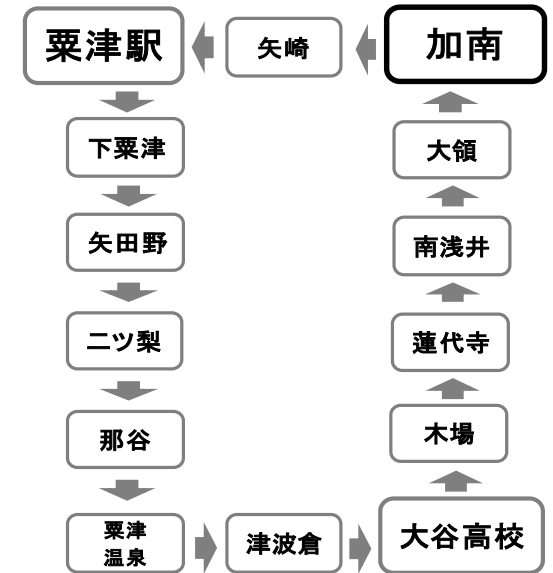 粟津駅
矢崎
加南
下粟津
大領
矢田野
南浅井
二ツ梨
蓮代寺
那谷
木場
粟津
温泉
津波倉
大谷高校